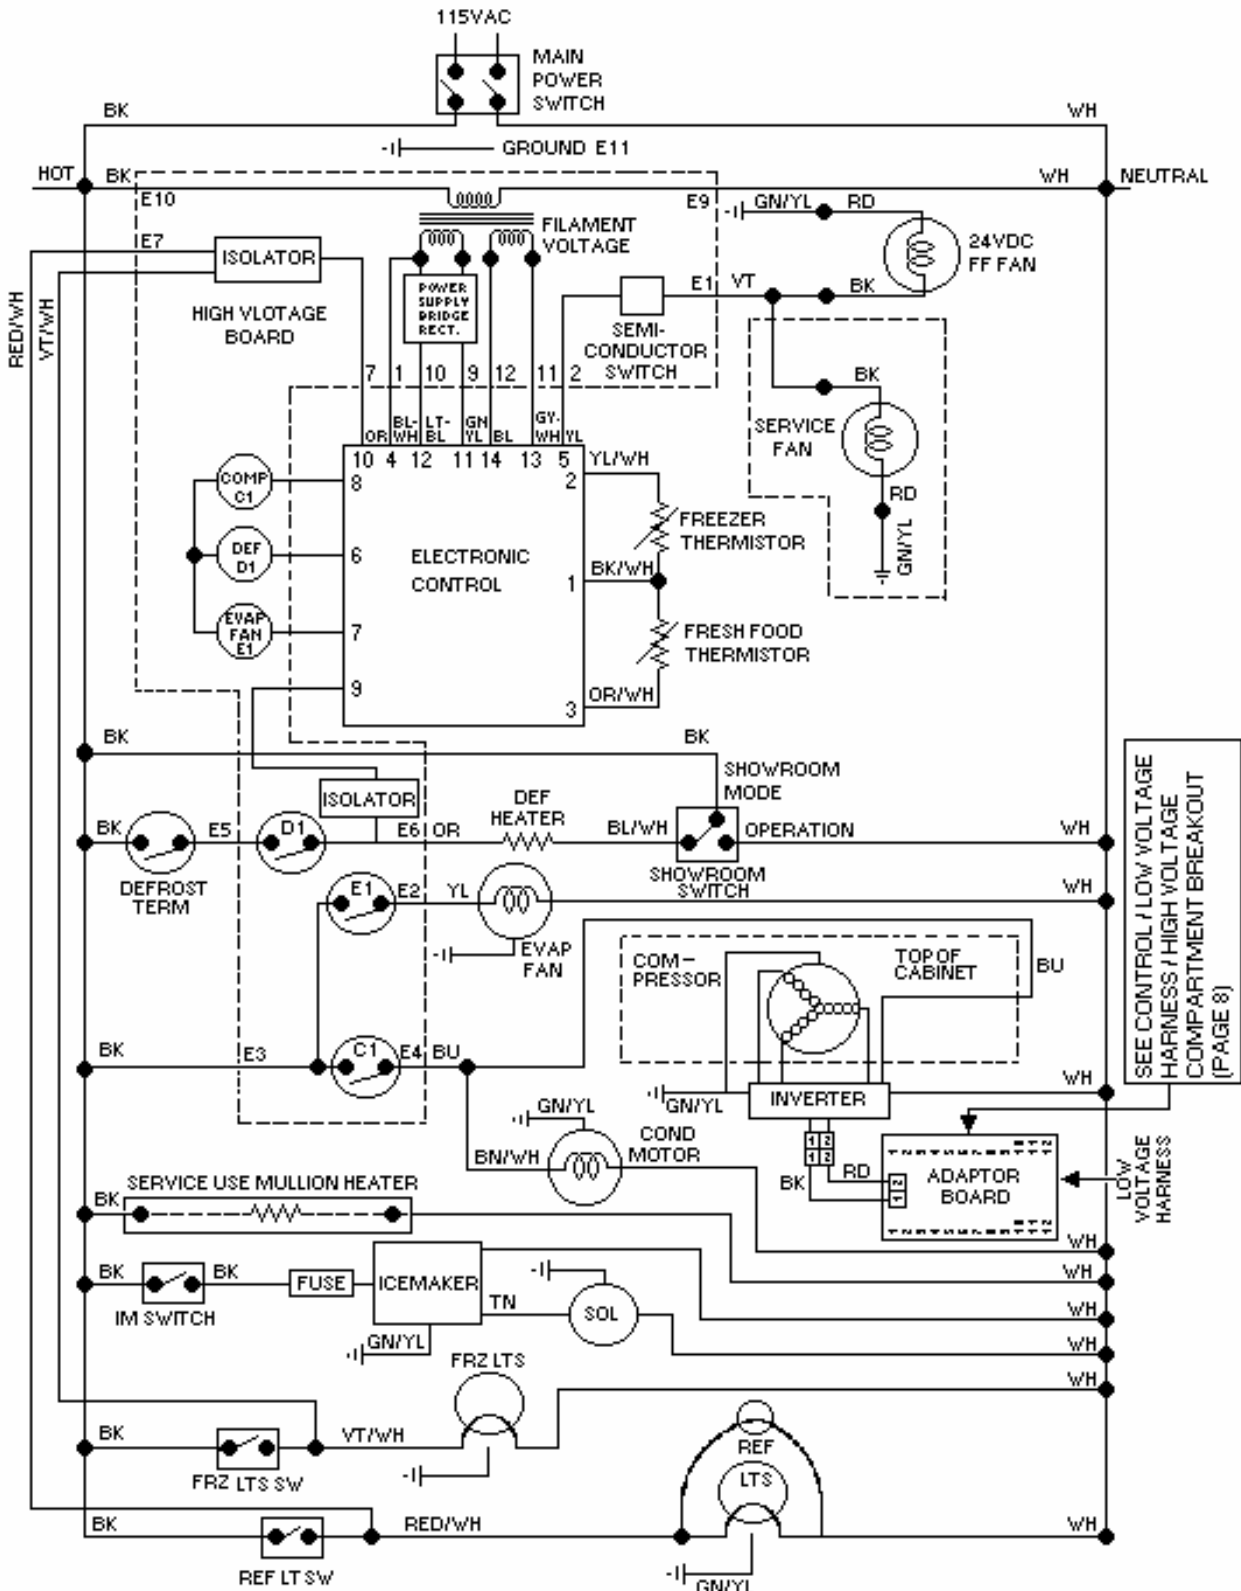 115VAC
MAIN
POWER
SWITCH
BK
WH
GROUND E11
HOT
BK
WH
NEUTRAL
E10
E9
GN/YL
RD
E7
ISOLATOR
FILAMENT
VOLTAGE
24VDC
FF FAN
RED/WH
VT/WH
HIGH VLOTAGE
BOARD
POWER
SUPPLY
BRIDGE
RECT.
E1
VT
BK
SEMI-
CONDUCTOR
SWITCH
7 1 10 9 12 11 2
BK
SERVICE
FAN
OR
BL-
WH
LT-
BL
GN
YL
BL
GY-
WH
YL
10 4 12 11 14 13 5
YL/WH
RD
GN/YL
COMP
C1
8
2
FREEZER
THERMISTOR
DEF
D1
6
ELECTRONIC
CONTROL
1
BK/WH
EVAP
FAN
E1
7
FRESH FOOD
THERMISTOR
9
OR/WH
3
BK
BK
SHOWROOM
MODE
ISOLATOR
DEF
HEATER
BK
E5
D1
E6
OR
BL/WH
OPERATION
WH
DEFROST
TERM
SHOWROOM
SWITCH
E1
E2
YL
WH
EVAP
FAN
COM-
PRESSOR
TOP OF
CABINET
BU
SEE CONTROL / LOW VOLTAGE
HARNESS / HIGH VOLTAGE
COMPARTMENT BREAKOUT
(PAGE 8)
BK
E3
C1
E4
BU
GN/YL
INVERTER
WH
GN/YL
COND
MOTOR
1 2
1 2
BN/WH
BK
RD
2
1
ADAPTOR
BOARD
LOW
VOLTAGE
HARNESS
SERVICE USE MULLION HEATER
BK
WH
WH
BK
BK
FUSE
ICEMAKER
IM SWITCH
TN
SOL
WH
WH
GN/YL
FRZ LTS
WH
BK
VT/WH
FRZ LTS SW
REF
LTS
BK
RED/WH
WH
REF LT SW
GN/YL